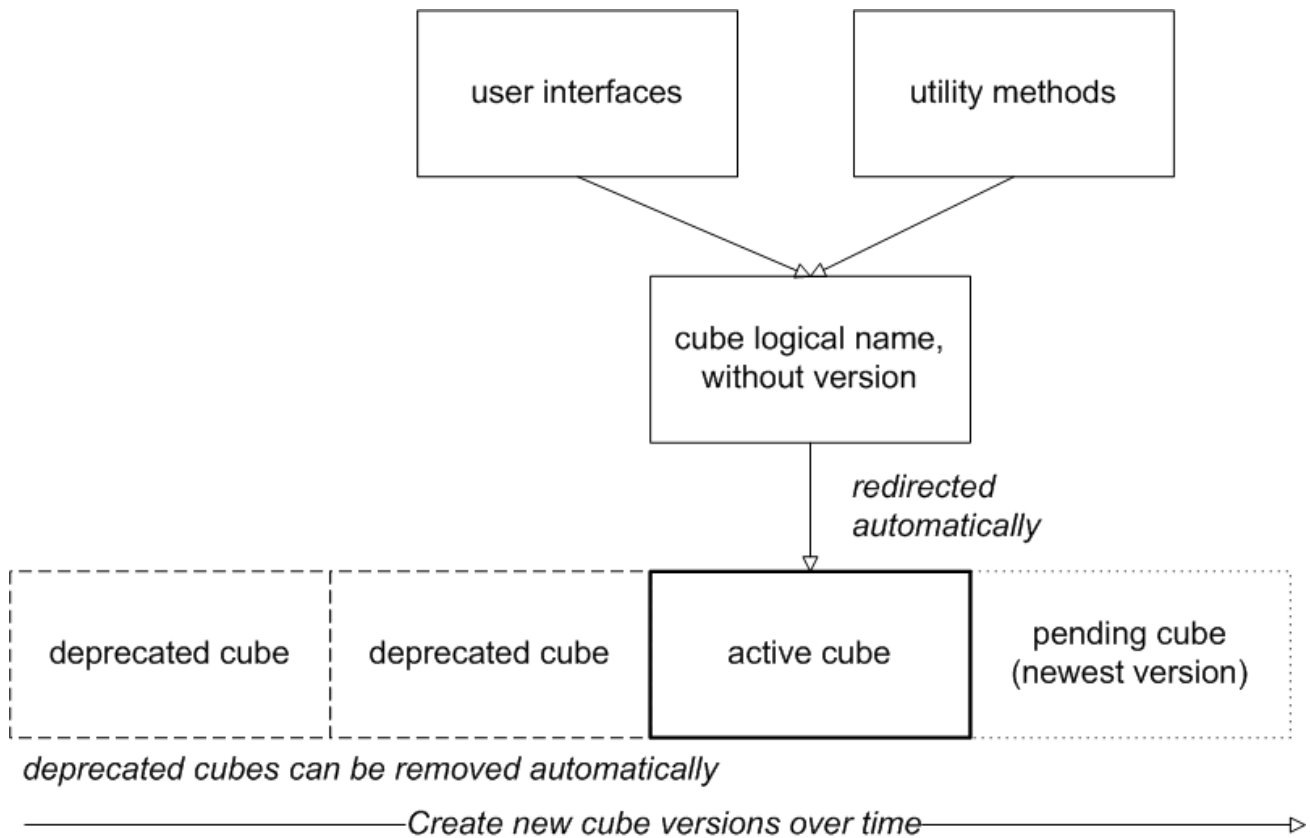 user interfaces
utility methods
cube logical name,
without version
redirected
automatically
deprecated cube
deprecated cube
active cube
pending cube
(newest version)
deprecated cubes can be removed automatically
Create new cube versions over time